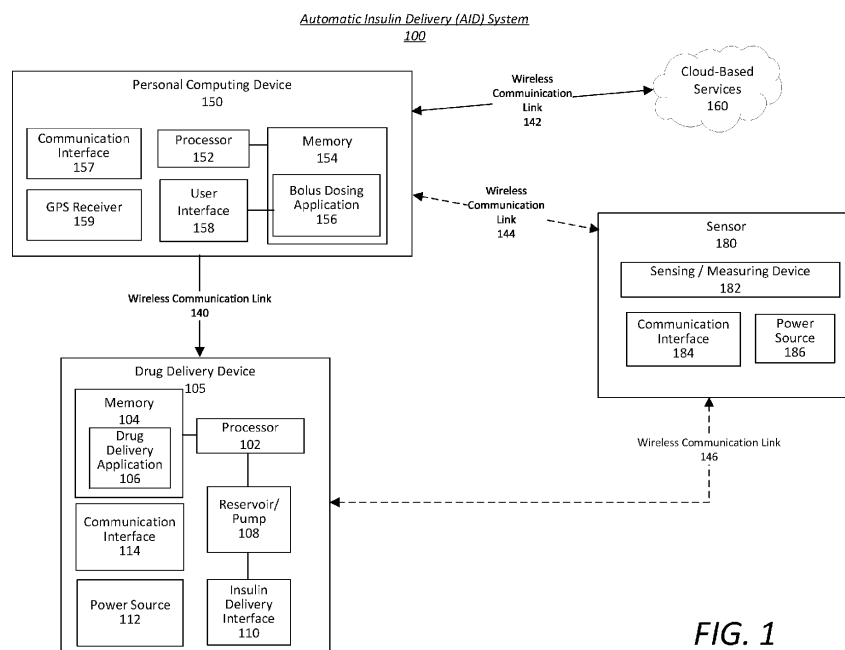 Automatic Insulin Delivery (AID) System
100
Personal Computing Device
150
Communication
Interface
157
Processor
152
Memory
154
GPS Receiver
159
User
Interface
158
Bolus Dosing
Application
156
Wireless
Communication
Link
142
Cloud-Based
Services
160
Wireless
Communication
Link
144
Sensor
180
Sensing / Measuring Device
182
Communication
Interface
184
Power
Source
186
Wireless Communication Link
140
Drug Delivery Device
105
Memory
104
Drug
Delivery
Application
106
Processor
102
Communication
Interface
114
Reservoir/
Pump
108
Power Source
112
Insulin
Delivery
Interface
110
Wireless Communication Link
146
FIG. 1